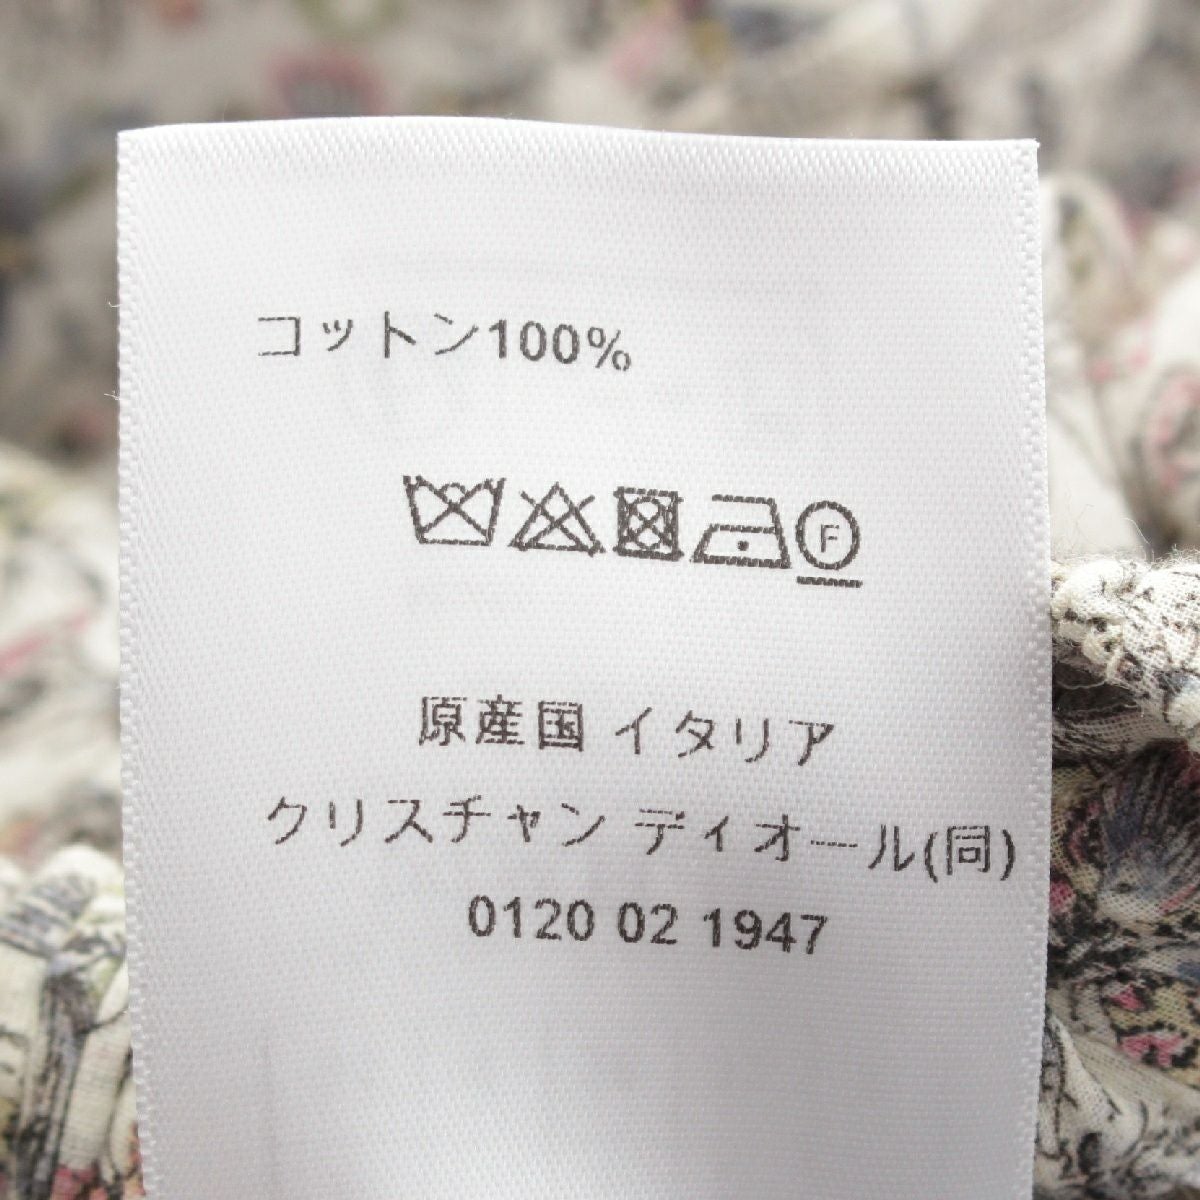 コットン100%
F
原産国 イタリア
クリスチャン ディオール(同)
0120 02 1947